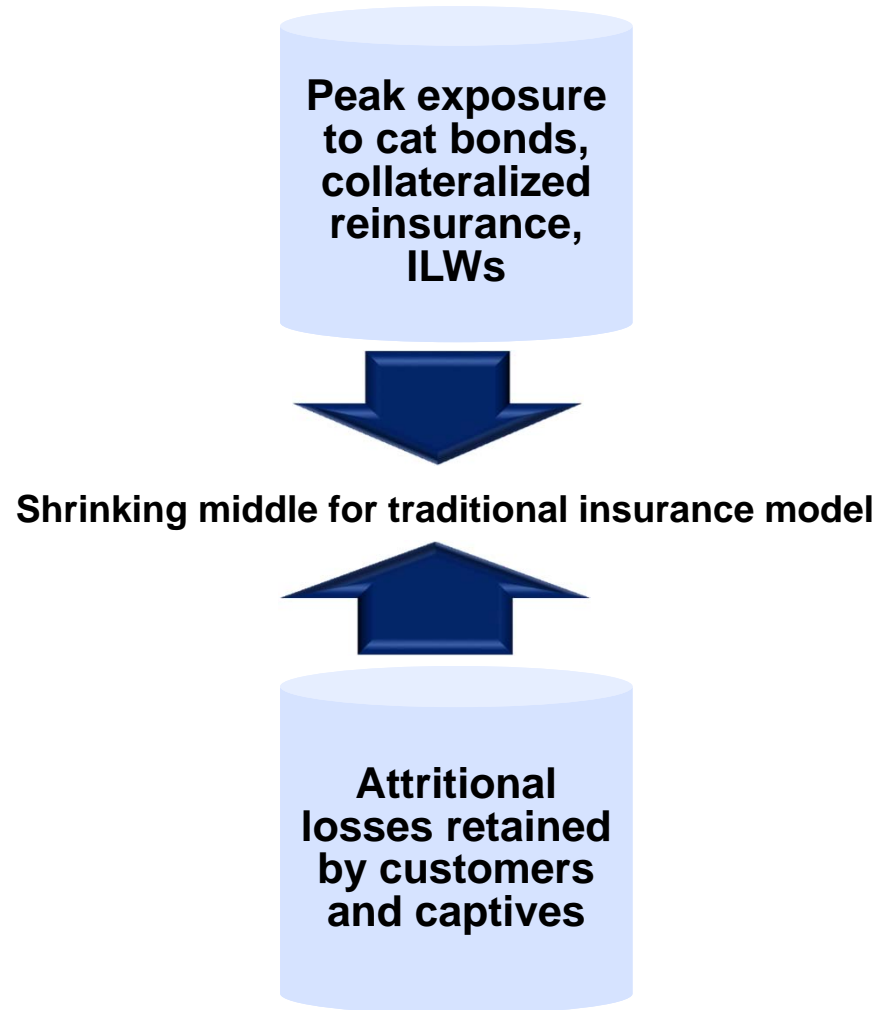 Peak exposure
to cat bonds,
collateralized
reinsurance,
ILWs
Shrinking middle for traditional insurance model
Attritional
losses retained
by customers
and captives